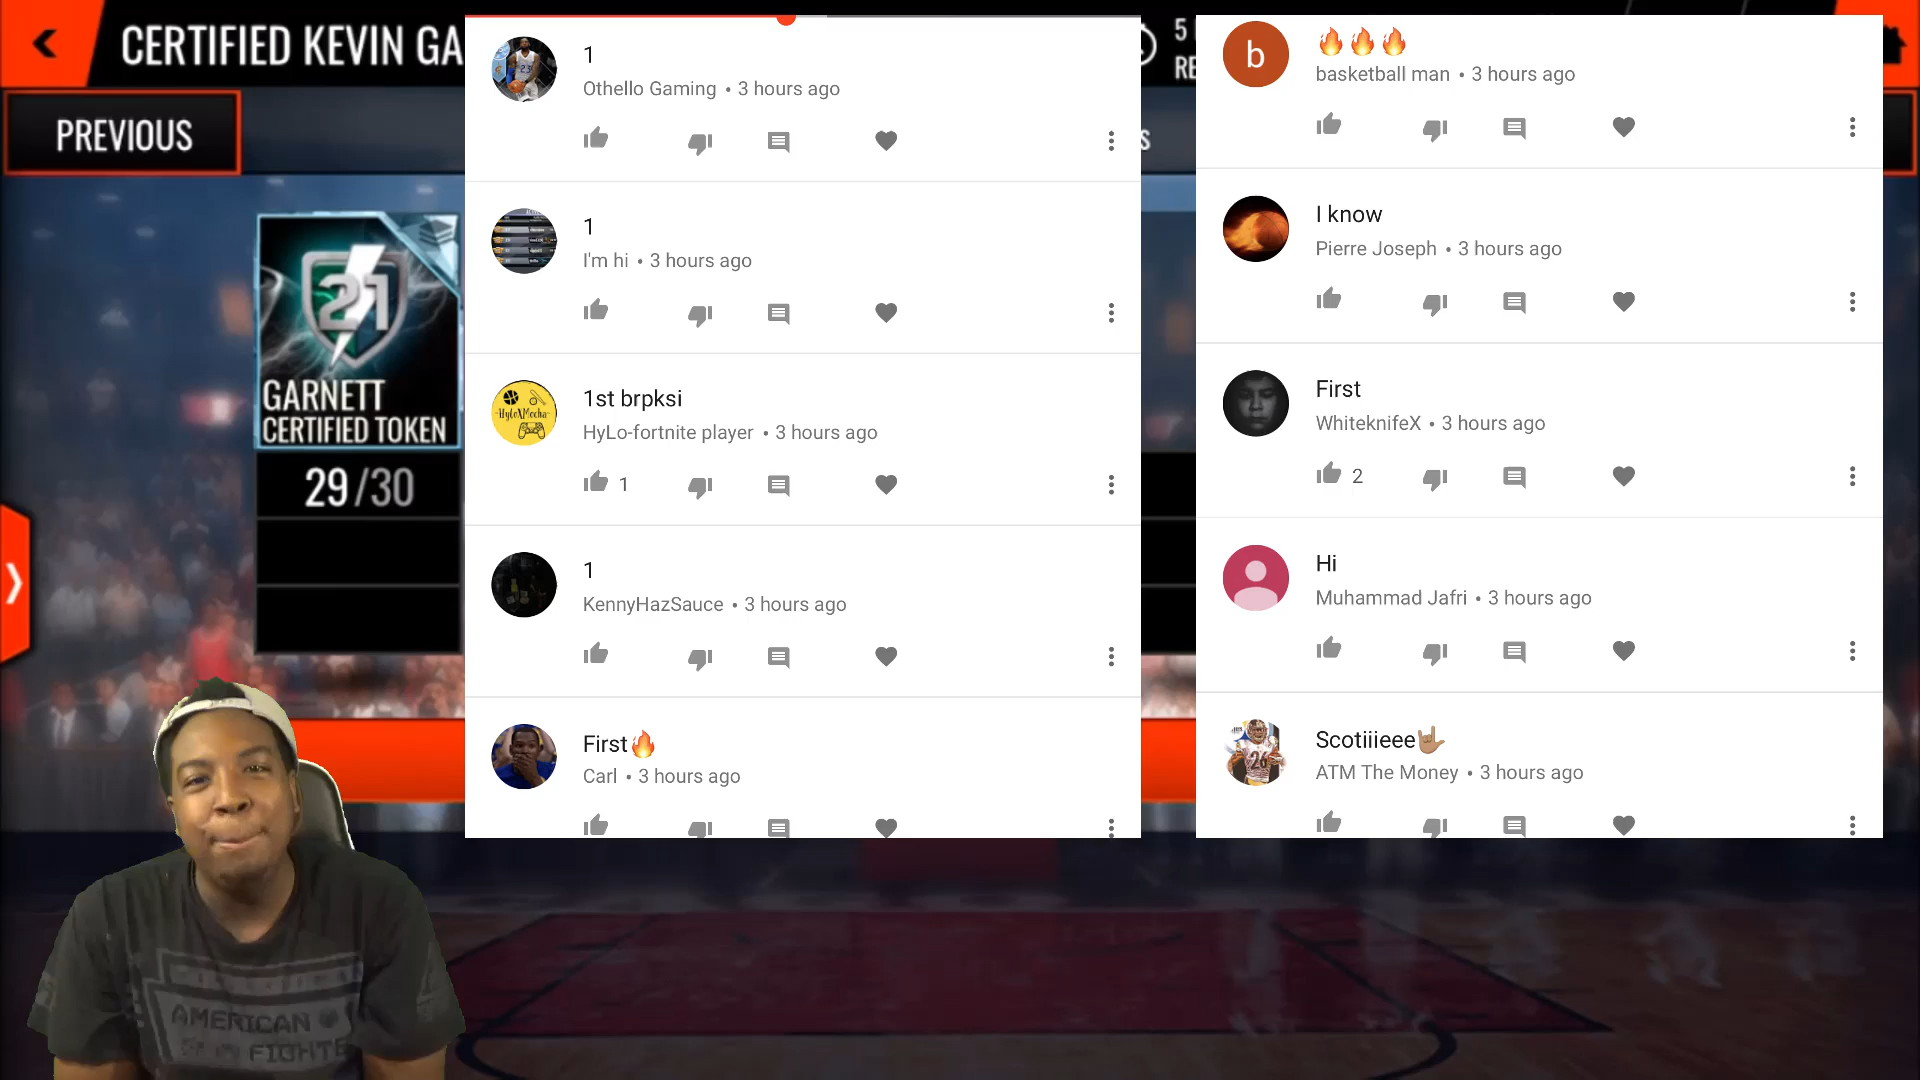 CERTIFIED KEVIN GA
5
RE
PREVIOUS
S
21
GARNETT
CERTIFIED TOKEN
29/30
1
Othello Gaming • 3 hours ago
1
I'm hi • 3 hours ago
HyloXMocha
1st brpksi
HyLo-fortnite player • 3 hours ago
1
1
KennyHazSauce • 3 hours ago
First🔥
Carl • 3 hours ago
b
🔥🔥🔥
basketball man • 3 hours ago
I know
Pierre Joseph • 3 hours ago
First
WhiteknifeX • 3 hours ago
2
Hi
Muhammad Jafri • 3 hours ago
Scotiiieee🤟🏽
ATM The Money • 3 hours ago
AMERICAN
FIGHTE